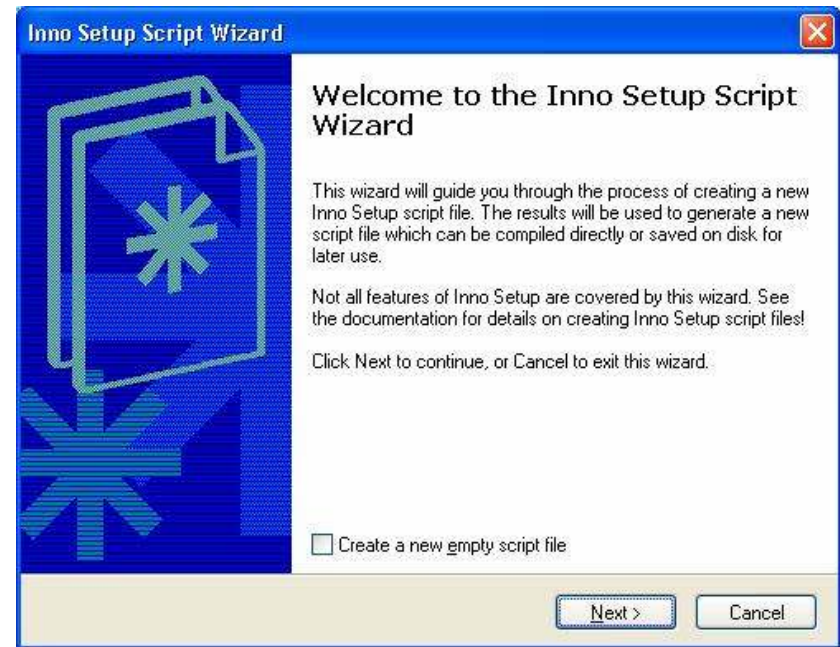 Inno Setup Script Wizard
Welcome to the Inno Setup Script
Wizard
This wizard will guide you through the process of creating a new
Inno Setup script file. The results will be used to generate a new
script file which can be compiled directly or saved on disk for
later use.
Not all features of Inno Setup are covered by this wizard. See
the documentation for details on creating Inno Setup script files!
Click Next to continue, or Cancel to exit this wizard.
Create a new empty script file
Next >
Cancel